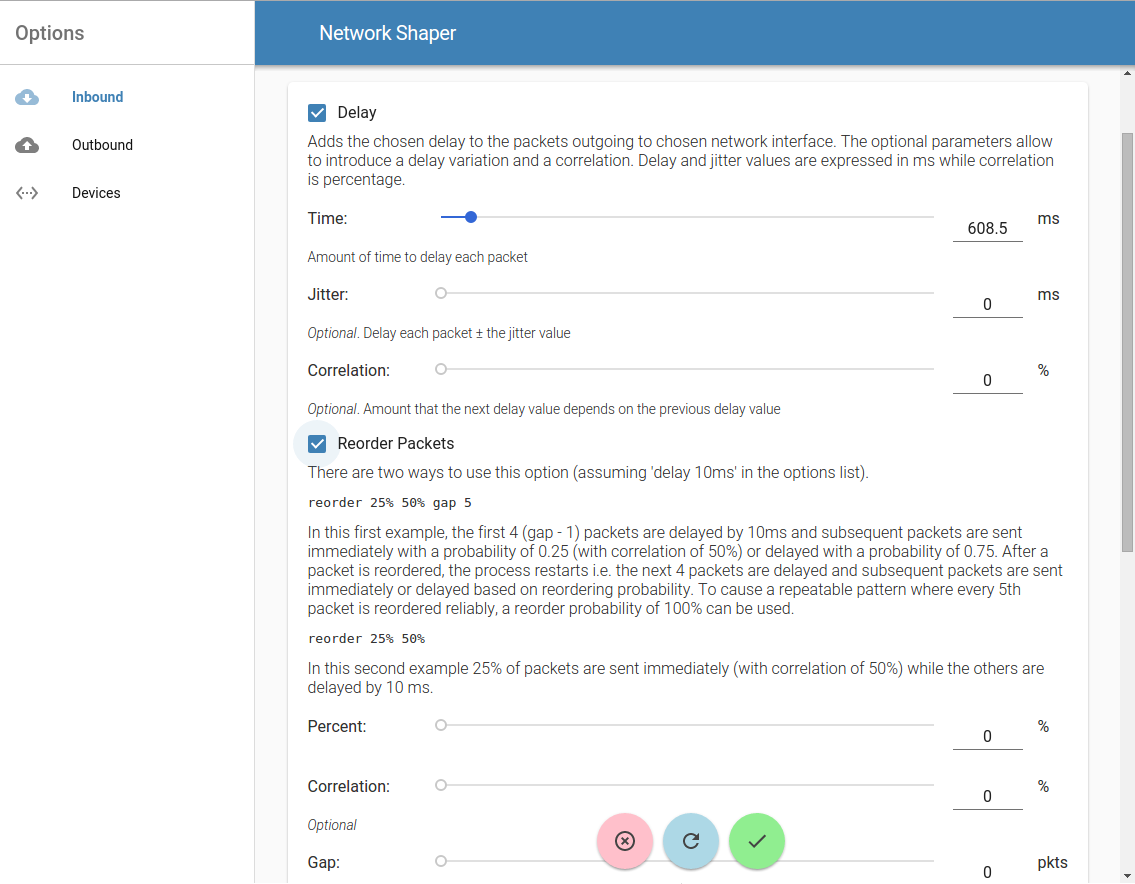 Options
Network Shaper
Inbound
Outbound
Devices
Delay
Adds the chosen delay to the packets outgoing to chosen network interface. The optional parameters allow
to introduce a delay variation and a correlation. Delay and jitter values are expressed in ms while correlation
is percentage.
Time:
608.5
ms
Amount of time to delay each packet
Jitter:
0
ms
Optional. Delay each packet ± the jitter value
Correlation:
0
%
Optional. Amount that the next delay value depends on the previous delay value
Reorder Packets
There are two ways to use this option (assuming 'delay 10ms' in the options list).
reorder 25% 50% gap 5
In this first example, the first 4 (gap - 1) packets are delayed by 10ms and subsequent packets are sent
immediately with a probability of 0.25 (with correlation of 50%) or delayed with a probability of 0.75. After a
packet is reordered, the process restarts i.e. the next 4 packets are delayed and subsequent packets are sent
immediately or delayed based on reordering probability. To cause a repeatable pattern where every 5th
packet is reordered reliably, a reorder probability of 100% can be used.
reorder 25% 50%
In this second example 25% of packets are sent immediately (with correlation of 50%) while the others are
delayed by 10 ms.
Percent:
0
%
Correlation:
0
%
Optional
Gap:
0
pkts